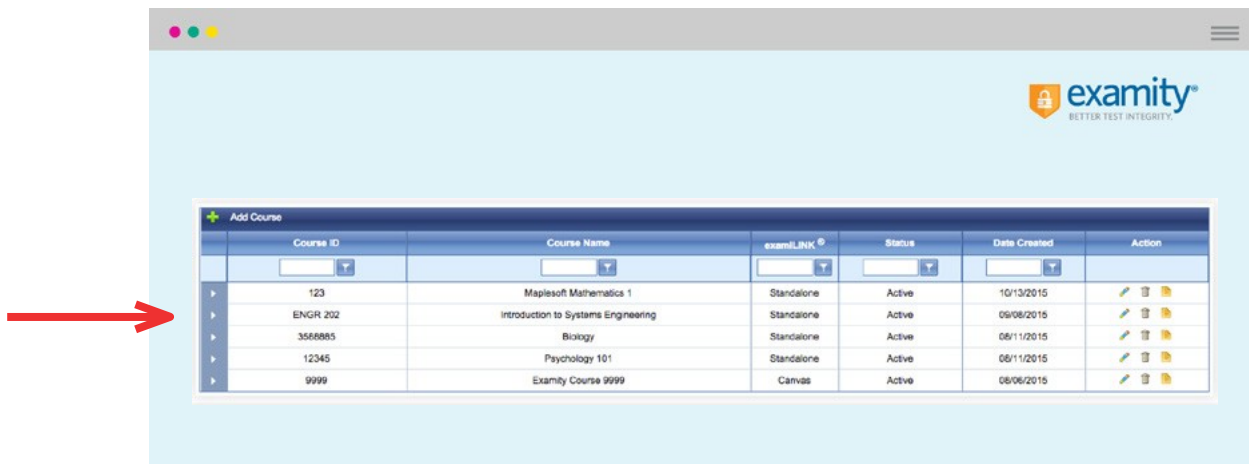 examity®
BETTER TEST INTEGRITY.
Add Course
Course ID Course Name examiLINK Status Date Created Action
123 Maplesoft Mathematics 1 Standalone Active 10/13/2015
ENGR 202 Introduction to Systems Engineering Standalone Active 09/08/2015
3568885 Biology Standalone Active 08/11/2015
12345 Psychology 101 Standalone Active 08/11/2015
9999 Examity Course 9999 Canvas Active 08/06/2015